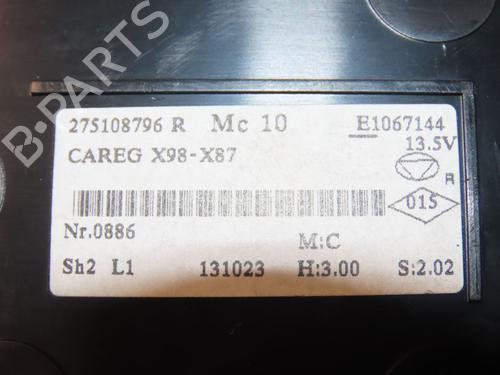 B-PARTS
275108796 R Mc 10 E1067144
CAREG X98-X87 13.5V
R
015
Nr.0886
M:C
Sh2 L1 131023 H:3.00 S:2.02